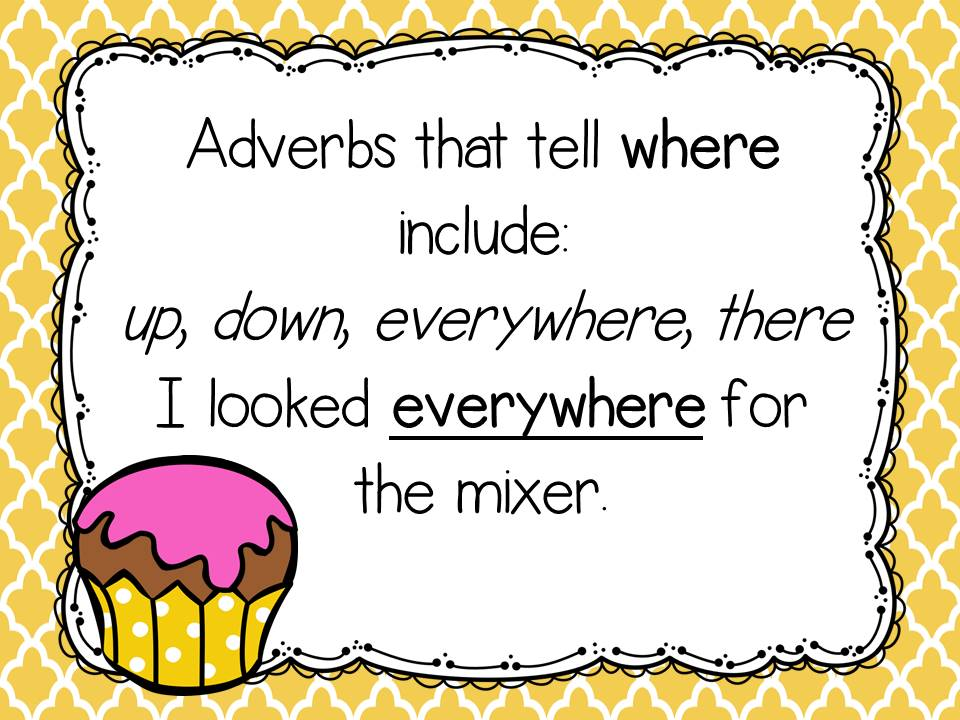 Adverbs that tell where
include:
up, down, everywhere, there
I looked everywhere for
the mixer.